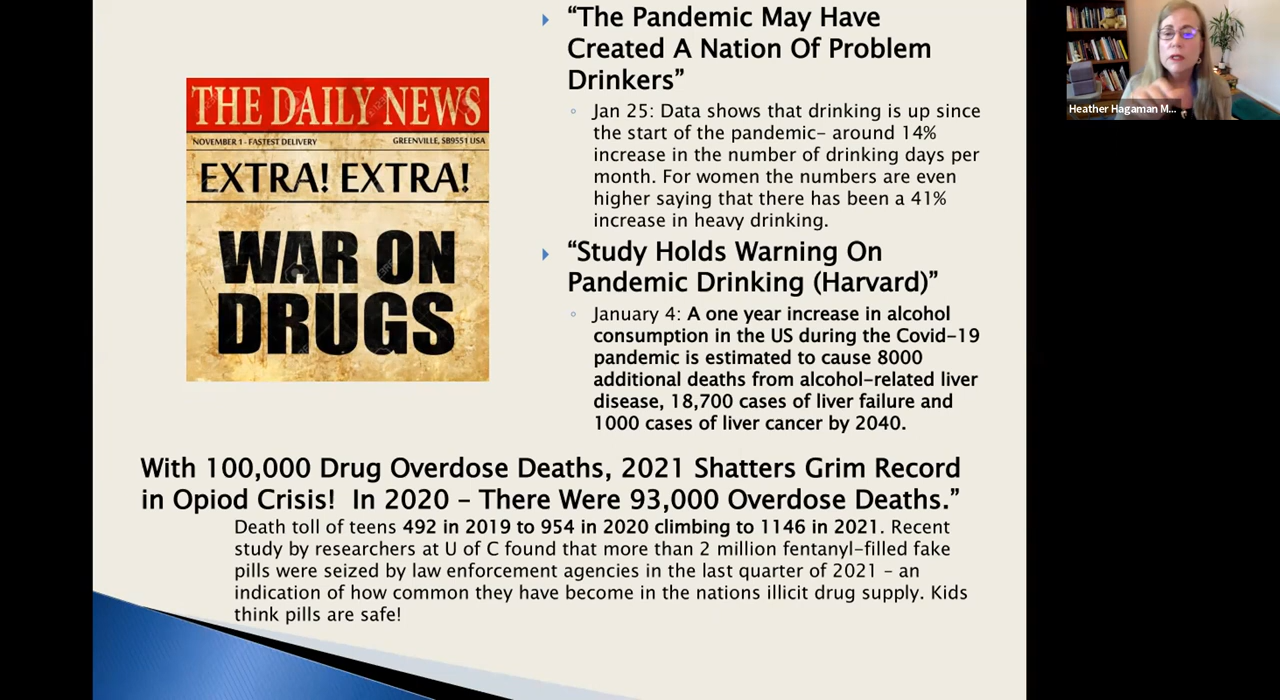 THE DAILY NEWS
NOVEMBER 1 - FASTEST DELIVERY
GREENVILLE, SB9551 USA
EXTRA! EXTRA!
WAR ON
DRUGS
“The Pandemic May Have
Created A Nation Of Problem
Drinkers”
Jan 25: Data shows that drinking is up since
the start of the pandemic– around 14%
increase in the number of drinking days per
month. For women the numbers are even
higher saying that there has been a 41%
increase in heavy drinking.
“Study Holds Warning On
Pandemic Drinking (Harvard)”
January 4: A one year increase in alcohol
consumption in the US during the Covid-19
pandemic is estimated to cause 8000
additional deaths from alcohol-related liver
disease, 18,700 cases of liver failure and
1000 cases of liver cancer by 2040.
With 100,000 Drug Overdose Deaths, 2021 Shatters Grim Record
in Opiod Crisis! In 2020 – There Were 93,000 Overdose Deaths.”
Death toll of teens 492 in 2019 to 954 in 2020 climbing to 1146 in 2021. Recent
study by researchers at U of C found that more than 2 million fentanyl-filled fake
pills were seized by law enforcement agencies in the last quarter of 2021 – an
indication of how common they have become in the nations illicit drug supply. Kids
think pills are safe!
Heather Hagaman M...